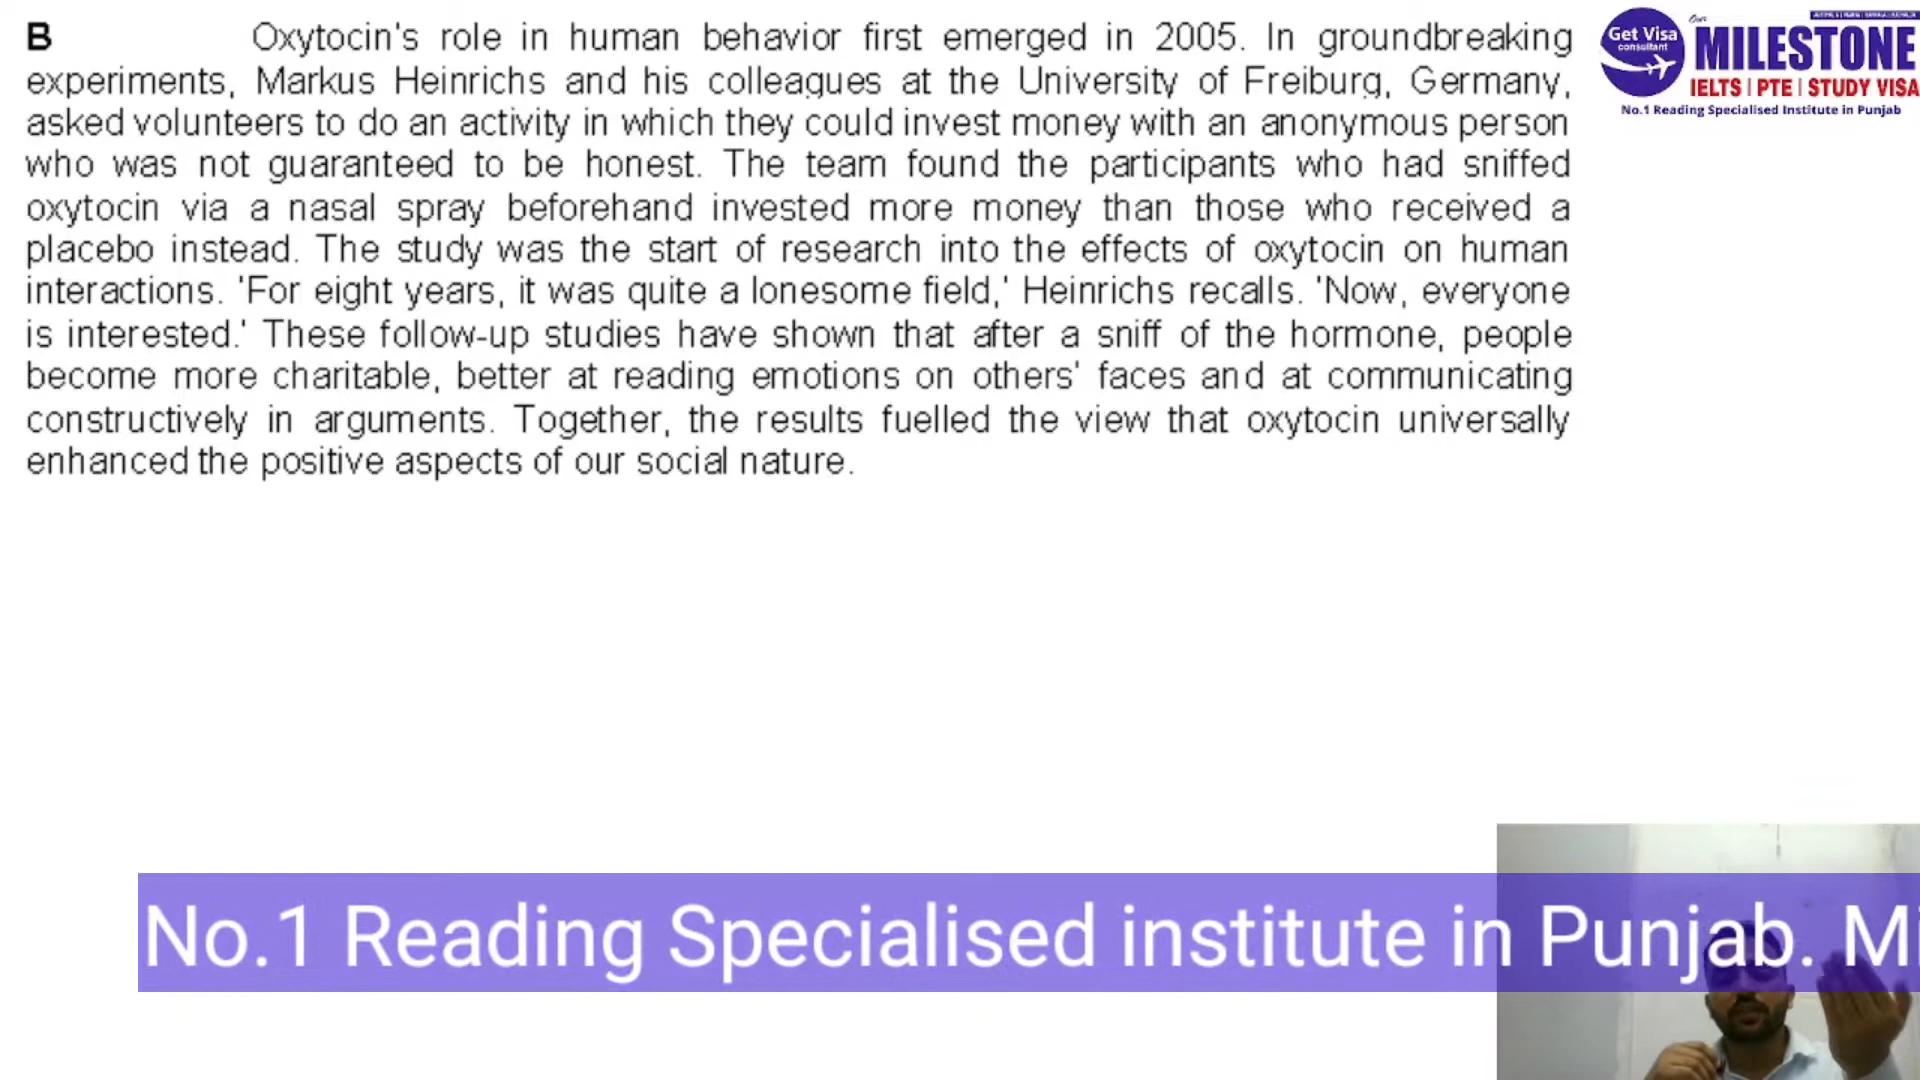 B Oxytocin's role in human behavior first emerged in 2005. In groundbreaking
experiments, Markus Heinrichs and his colleagues at the University of Freiburg, Germany,
asked volunteers to do an activity in which they could invest money with an anonymous person
who was not guaranteed to be honest. The team found the participants who had sniffed
oxytocin via a nasal spray beforehand invested more money than those who received a
placebo instead. The study was the start of research into the effects of oxytocin on human
interactions. 'For eight years, it was quite a lonesome field,' Heinrichs recalls. 'Now, everyone
is interested.' These follow-up studies have shown that after a sniff of the hormone, people
become more charitable, better at reading emotions on others' faces and at communicating
constructively in arguments. Together, the results fuelled the view that oxytocin universally
enhanced the positive aspects of our social nature.
Get Visa
consultant
Our
MILESTONE
IELTS | PTE | STUDY VISA
No.1 Reading Specialised Institute in Punjab
No.1 Reading Specialised institute in Punjab.